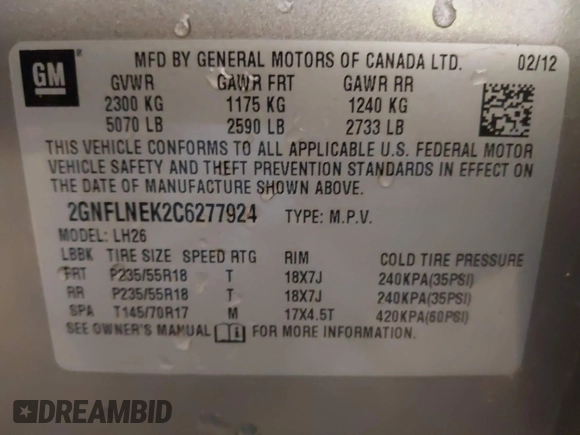 GM
MFD BY GENERAL MOTORS OF CANADA LTD. 02/12
GVWR GAWR FRT GAWR RR
2300 KG 1175 KG 1240 KG
5070 LB 2590 LB 2733 LB
THIS VEHICLE CONFORMS TO ALL APPLICABLE U.S. FEDERAL MOTOR
VEHICLE SAFETY AND THEFT PREVENTION STANDARDS IN EFFECT ON
THE DATE OF MANUFACTURE SHOWN ABOVE.
2GNFLNEK2C6277924 TYPE: M.P.V.
MODEL: LH26
LBBK TIRE SIZE SPEED RTG RIM COLD TIRE PRESSURE
FRT P235/55R18 T 18X7J 240KPA(35PSI)
RR P235/55R18 T 18X7J 240KPA(35PSI)
SPA T145/70R17 M 17X4.5T 420KPA(60PSI)
SEE OWNER'S MANUAL FOR MORE INFORMATION.
DREAMBID